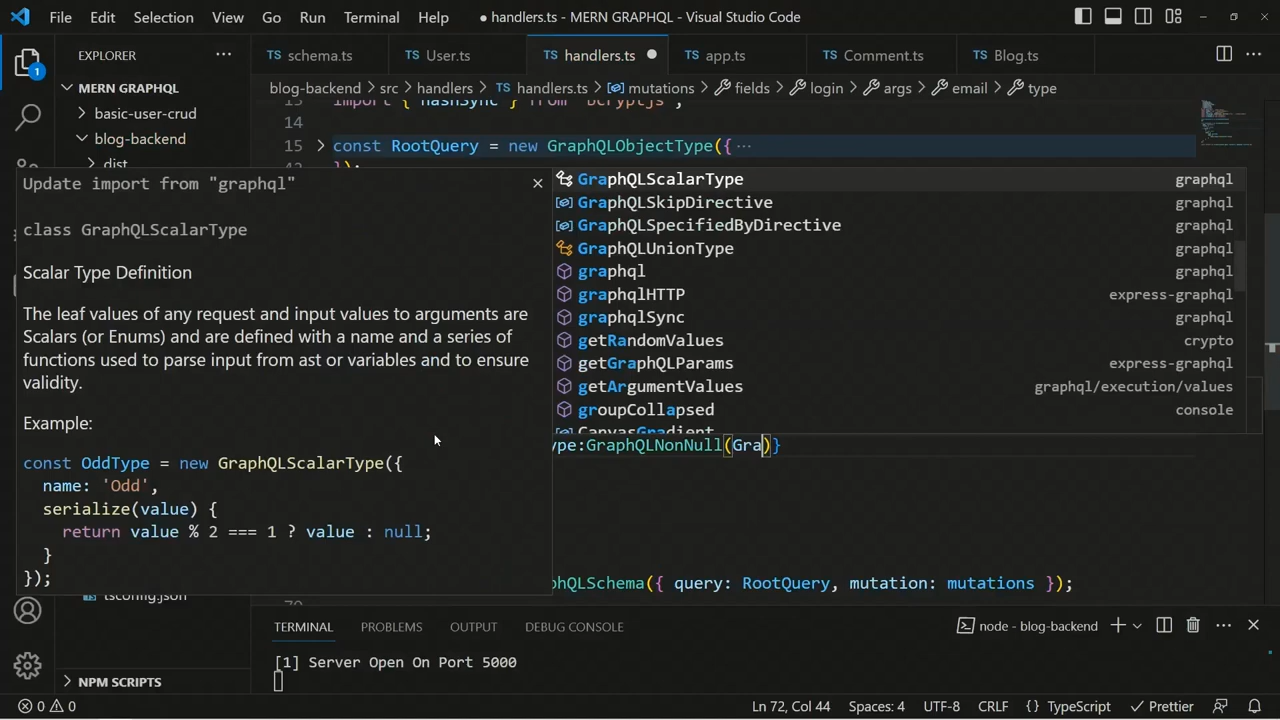 File Edit Selection View Go Run Terminal Help ● handlers.ts - MERN GRAPHQL - Visual Studio Code
EXPLORER ···
TS schema.ts TS User.ts TS handlers.ts ● TS app.ts TS Comment.ts TS Blog.ts ···
1
MERN GRAPHQL
blog-backend > src > handlers > TS handlers.ts > mutations > fields > login > args > email > type
basic-user-crud
blog-backend
dist
14
15 const RootQuery = new GraphQLObjectType({ ···
Update import from "graphql"
class GraphQLScalarType
Scalar Type Definition
The leaf values of any request and input values to arguments are
Scalars (or Enums) and are defined with a name and a series of
functions used to parse input from ast or variables and to ensure
validity.
Example:
const OddType = new GraphQLScalarType({
name: 'Odd',
serialize(value) {
return value % 2 === 1 ? value : null;
}
});
GraphQLScalarType graphql
GraphQLSkipDirective graphql
GraphQLSpecifiedByDirective graphql
GraphQLUnionType graphql
graphql graphql
graphqlHTTP express-graphql
graphqlSync graphql
getRandomValues crypto
getGraphQLParams express-graphql
getArgumentValues graphql/execution/values
groupCollapsed console
CanvasGradient
ype:GraphQLNonNull(Gra)}
phQLSchema({ query: RootQuery, mutation: mutations });
tsconfig.json
NPM SCRIPTS
TERMINAL PROBLEMS OUTPUT DEBUG CONSOLE node - blog-backend ···
[1] Server Open On Port 5000
0 0 Ln 72, Col 44 Spaces: 4 UTF-8 CRLF {} TypeScript Prettier